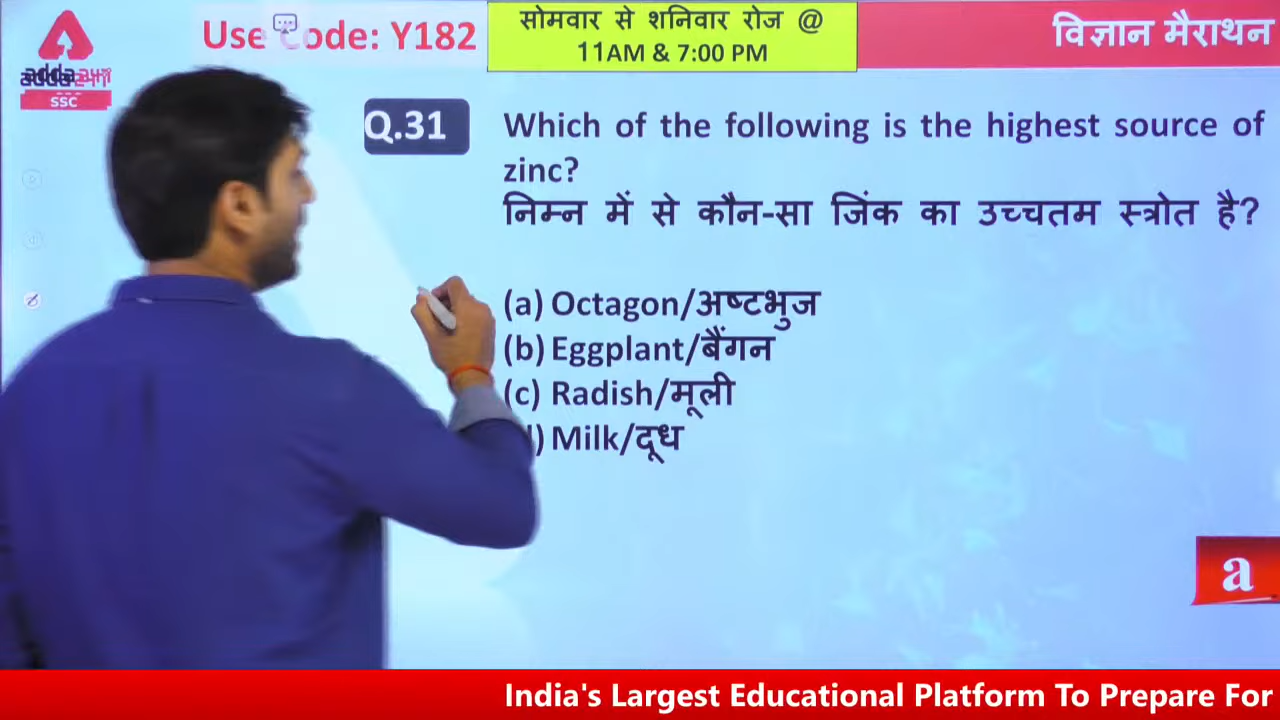 Use Code: Y182
सोमवार से शनिवार रोज @
11AM & 7:00 PM
विज्ञान मैराथन
SSC
Q.31
Which of the following is the highest source of
zinc?
निम्न में से कौन-सा जिंक का उच्चतम स्त्रोत है?
(a) Octagon/अष्टभुज
(b) Eggplant/बैंगन
(c) Radish/मूली
) Milk/दूध
a
India's Largest Educational Platform To Prepare For